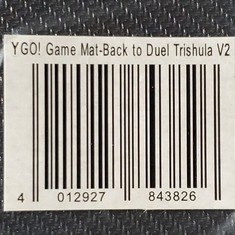 YGO! Game Mat-Back to Duel Trishula V2
4 012927 843826